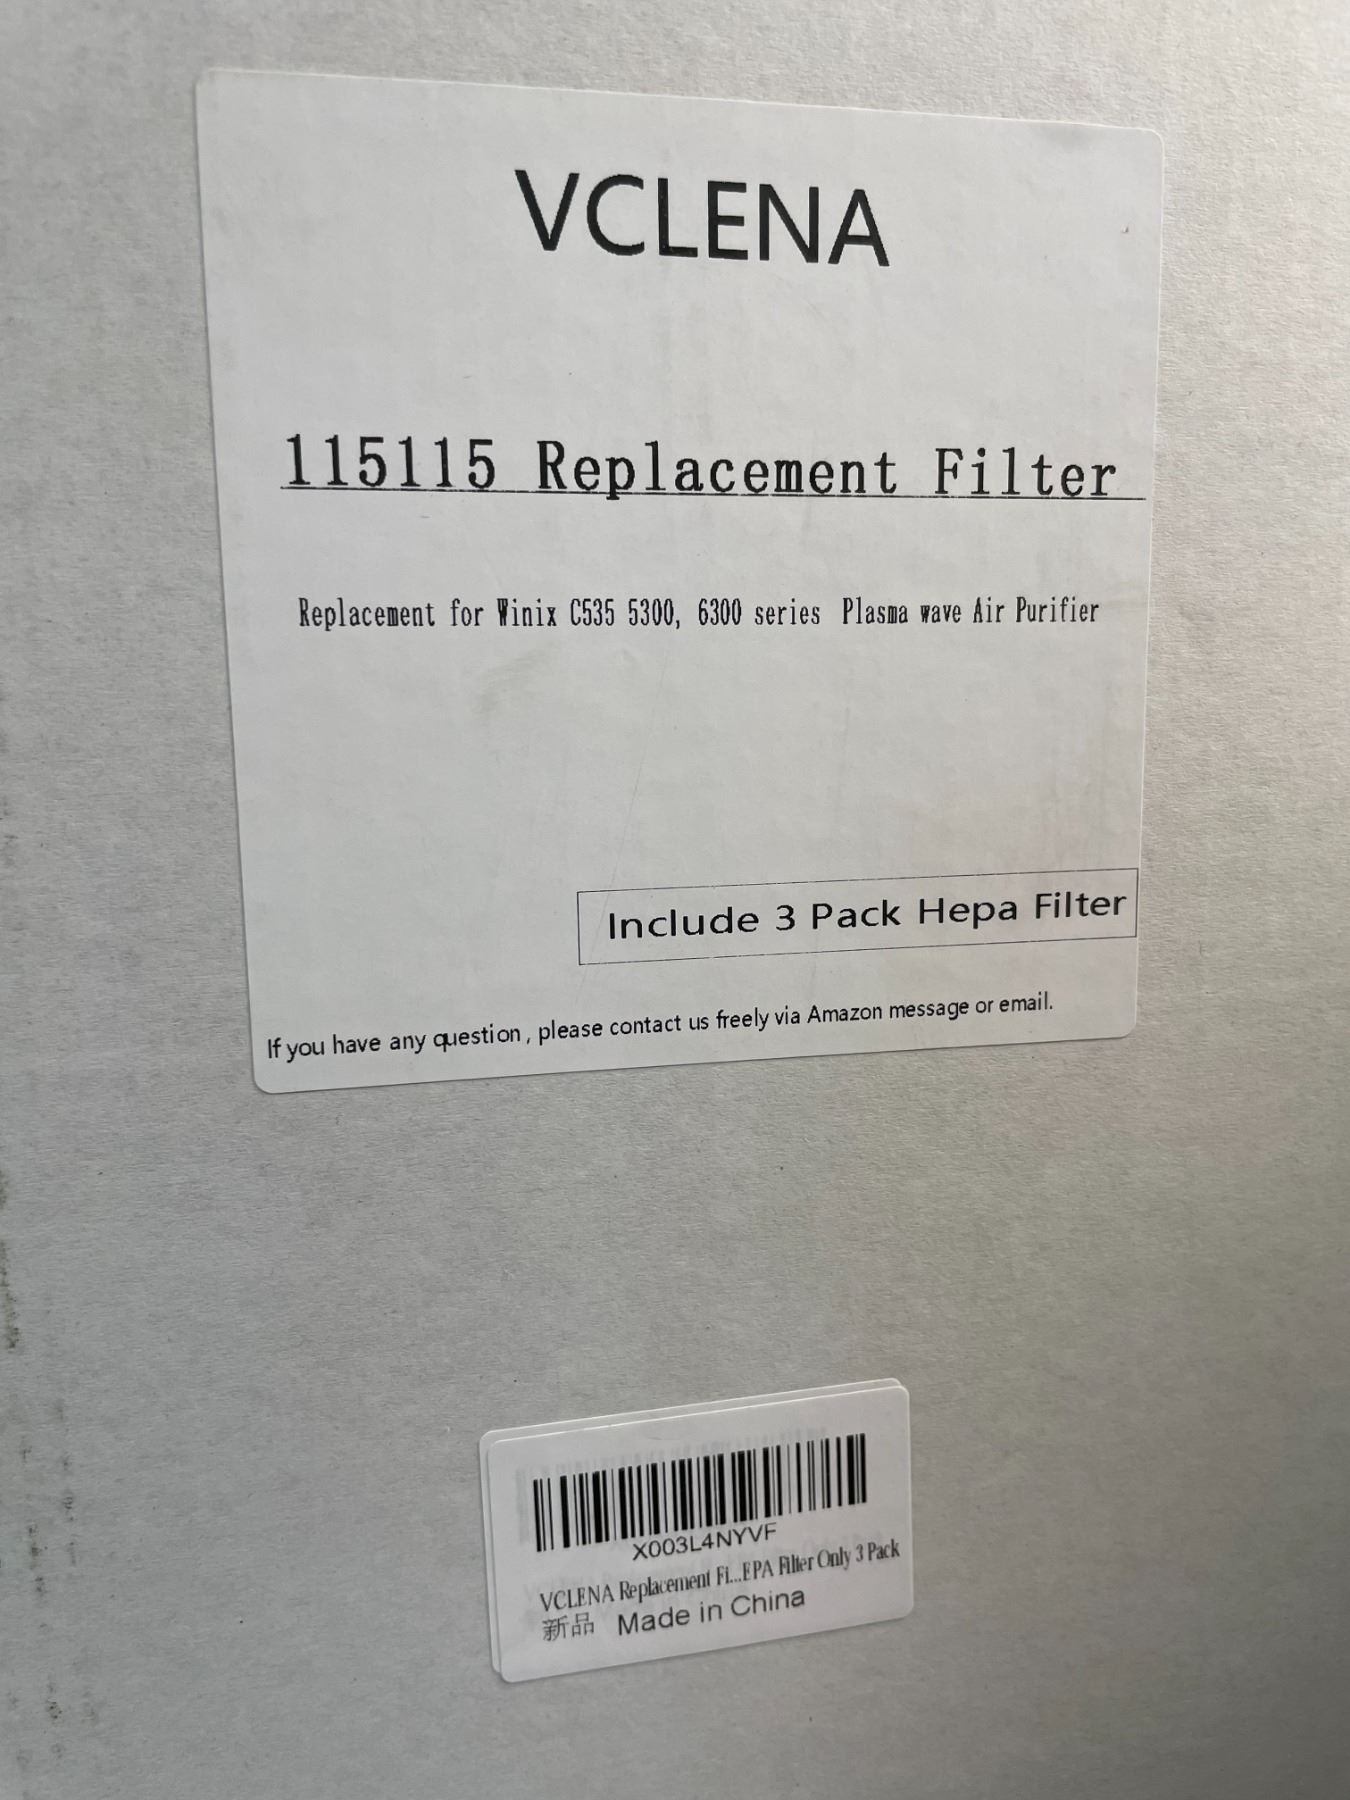 VCLENA
115115 Replacement Filter
Replacement for Winix C535 5300, 6300 series Plasma wave Air Purifier
Include 3 Pack Hepa Filter
If you have any question, please contact us freely via Amazon message or email.
X003L4NYVF
VCLENA Replacement Fi...EPA Filter Only 3 Pack
新品 Made in China